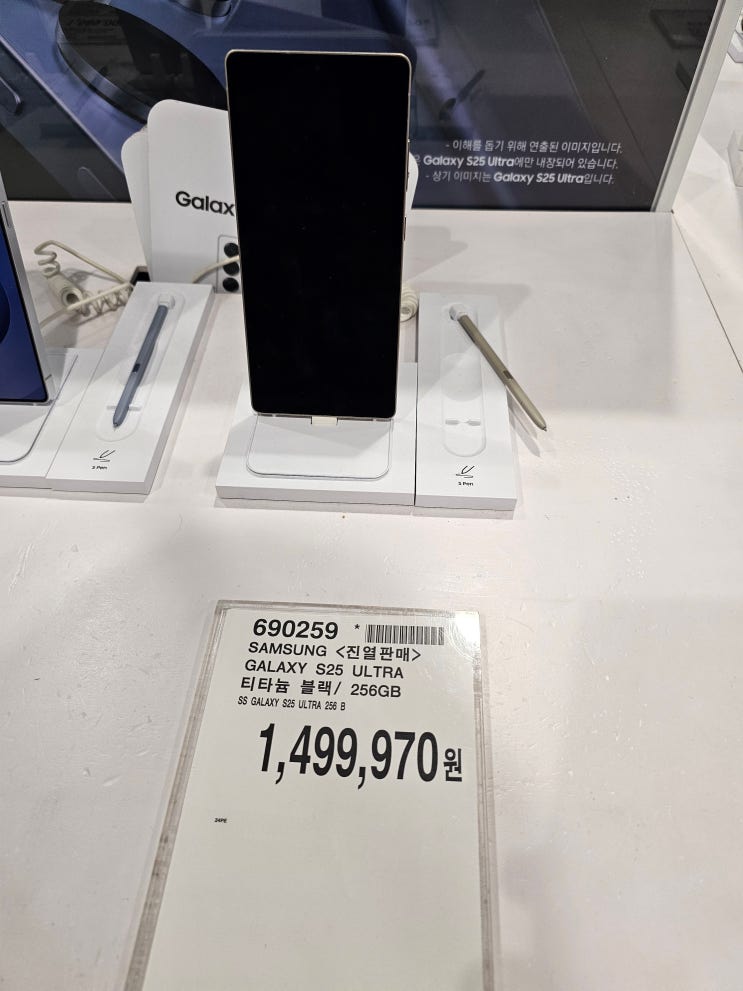 - 이해를 돕기 위해 연출된 이미지입니다.
Galaxy S25 Ultra에만 내장되어 있습니다.
- 상기 이미지는 Galaxy S25 Ultra입니다.
S Pen
S Pen
690259 *
SAMSUNG <진열판매>
GALAXY S25 ULTRA
티타늄 블랙/ 256GB
SS GALAXY S25 ULTRA 256 B
1,499,970원
24PE